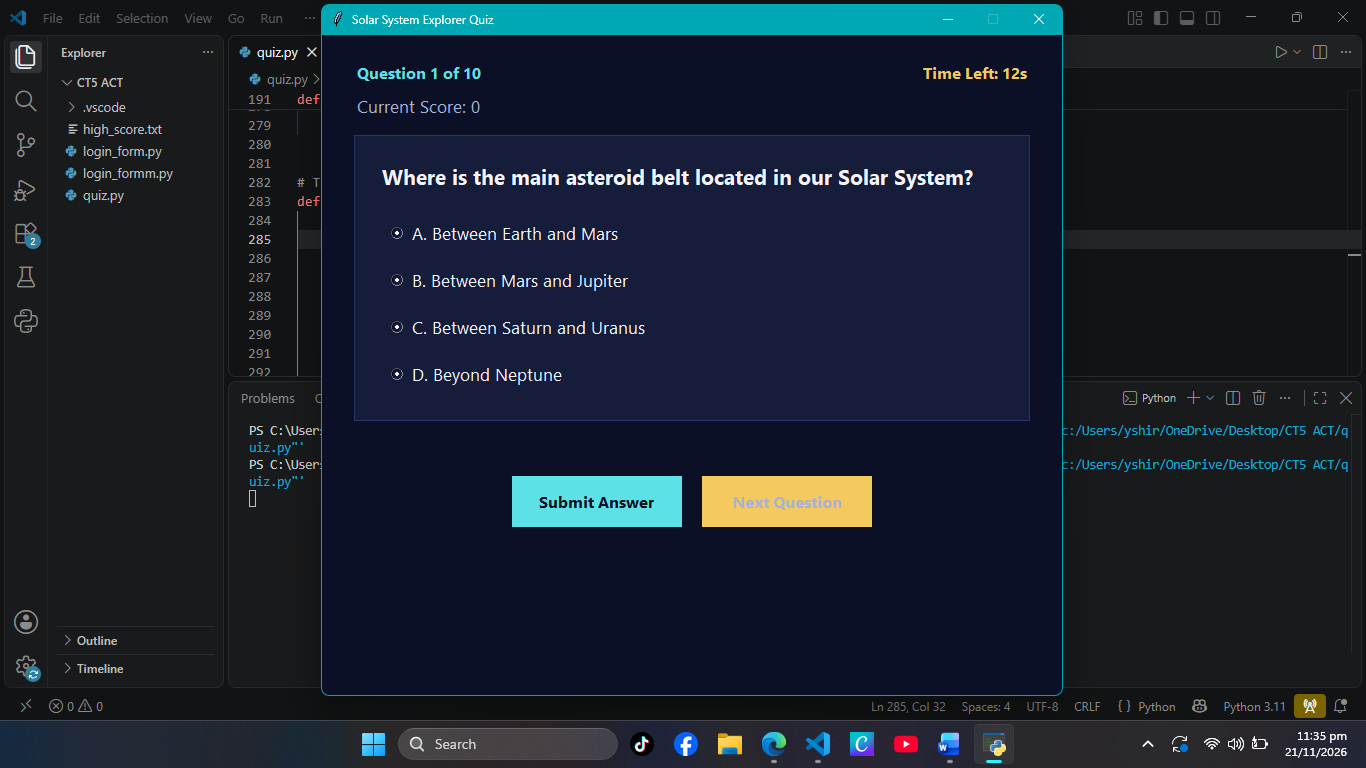 File Edit Selection View Go Run ···
Solar System Explorer Quiz
Explorer ···
CT5 ACT
.vscode
high_score.txt
login_form.py
login_formm.py
quiz.py
quiz.py
quiz.py
191 def
279
280
281
282 # T
283 def
284
285
286
287
288
289
290
291
292
Question 1 of 10
Time Left: 12s
Current Score: 0
Where is the main asteroid belt located in our Solar System?
A. Between Earth and Mars
B. Between Mars and Jupiter
C. Between Saturn and Uranus
D. Beyond Neptune
Submit Answer
Next Question
Problems
Python
PS C:\Users
c:/Users/yshir/OneDrive/Desktop/CT5 ACT/q
uiz.py"'
PS C:\Users
c:/Users/yshir/OneDrive/Desktop/CT5 ACT/q
uiz.py"'
2
Outline
Timeline
0 0
Ln 285, Col 32 Spaces: 4 UTF-8 CRLF { } Python Python 3.11
Search
11:35 pm
21/11/2026